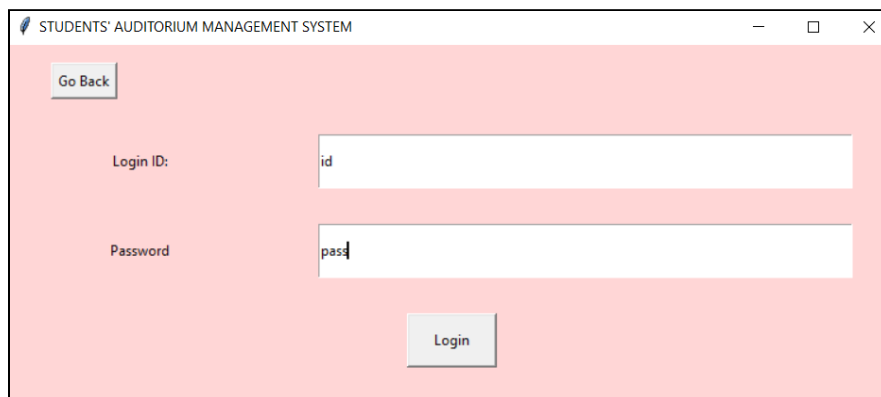 STUDENTS' AUDITORIUM MANAGEMENT SYSTEM
Go Back
Login ID: id
Password pass
Login